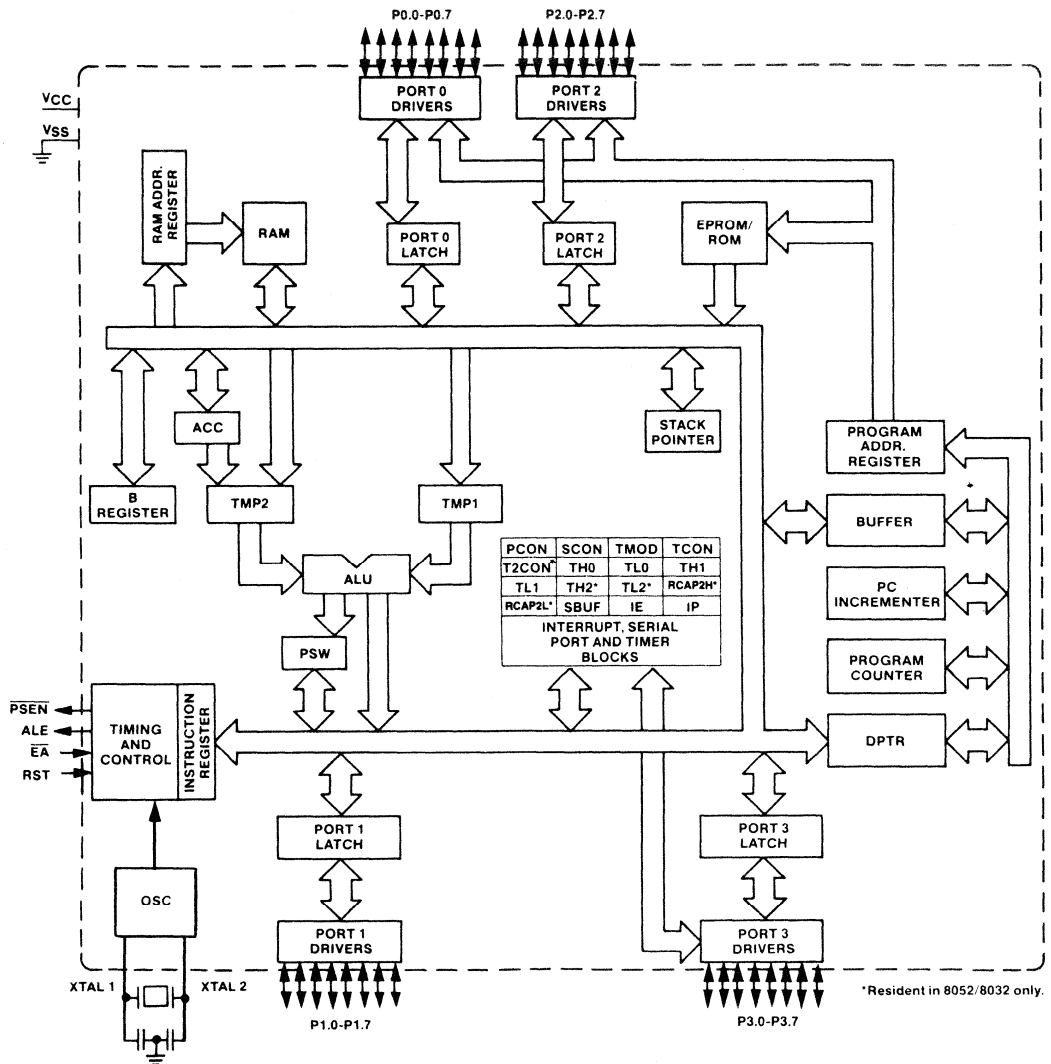 P0.0-P0.7
P2.0-P2.7
PORT 0
DRIVERS
PORT 2
DRIVERS
VCC
VSS
RAM ADDR.
REGISTER
RAM
PORT 0
LATCH
PORT 2
LATCH
EPROM/
ROM
ACC
STACK
POINTER
PROGRAM
ADDR.
REGISTER
B
REGISTER
TMP2
TMP1
BUFFER
PCON SCON TMOD TCON
T2CON* TH0 TL0 TH1
TL1 TH2* TL2* RCAP2H*
RCAP2L* SBUF IE IP
INTERRUPT, SERIAL
PORT AND TIMER
BLOCKS
ALU
PC
INCREMENTER
PSW
PROGRAM
COUNTER
PSEN
ALE
EA
RST
TIMING
AND
CONTROL
INSTRUCTION
REGISTER
DPTR
PORT 1
LATCH
PORT 3
LATCH
OSC
PORT 1
DRIVERS
PORT 3
DRIVERS
XTAL 1
XTAL 2
*Resident in 8052/8032 only.
P1.0-P1.7
P3.0-P3.7